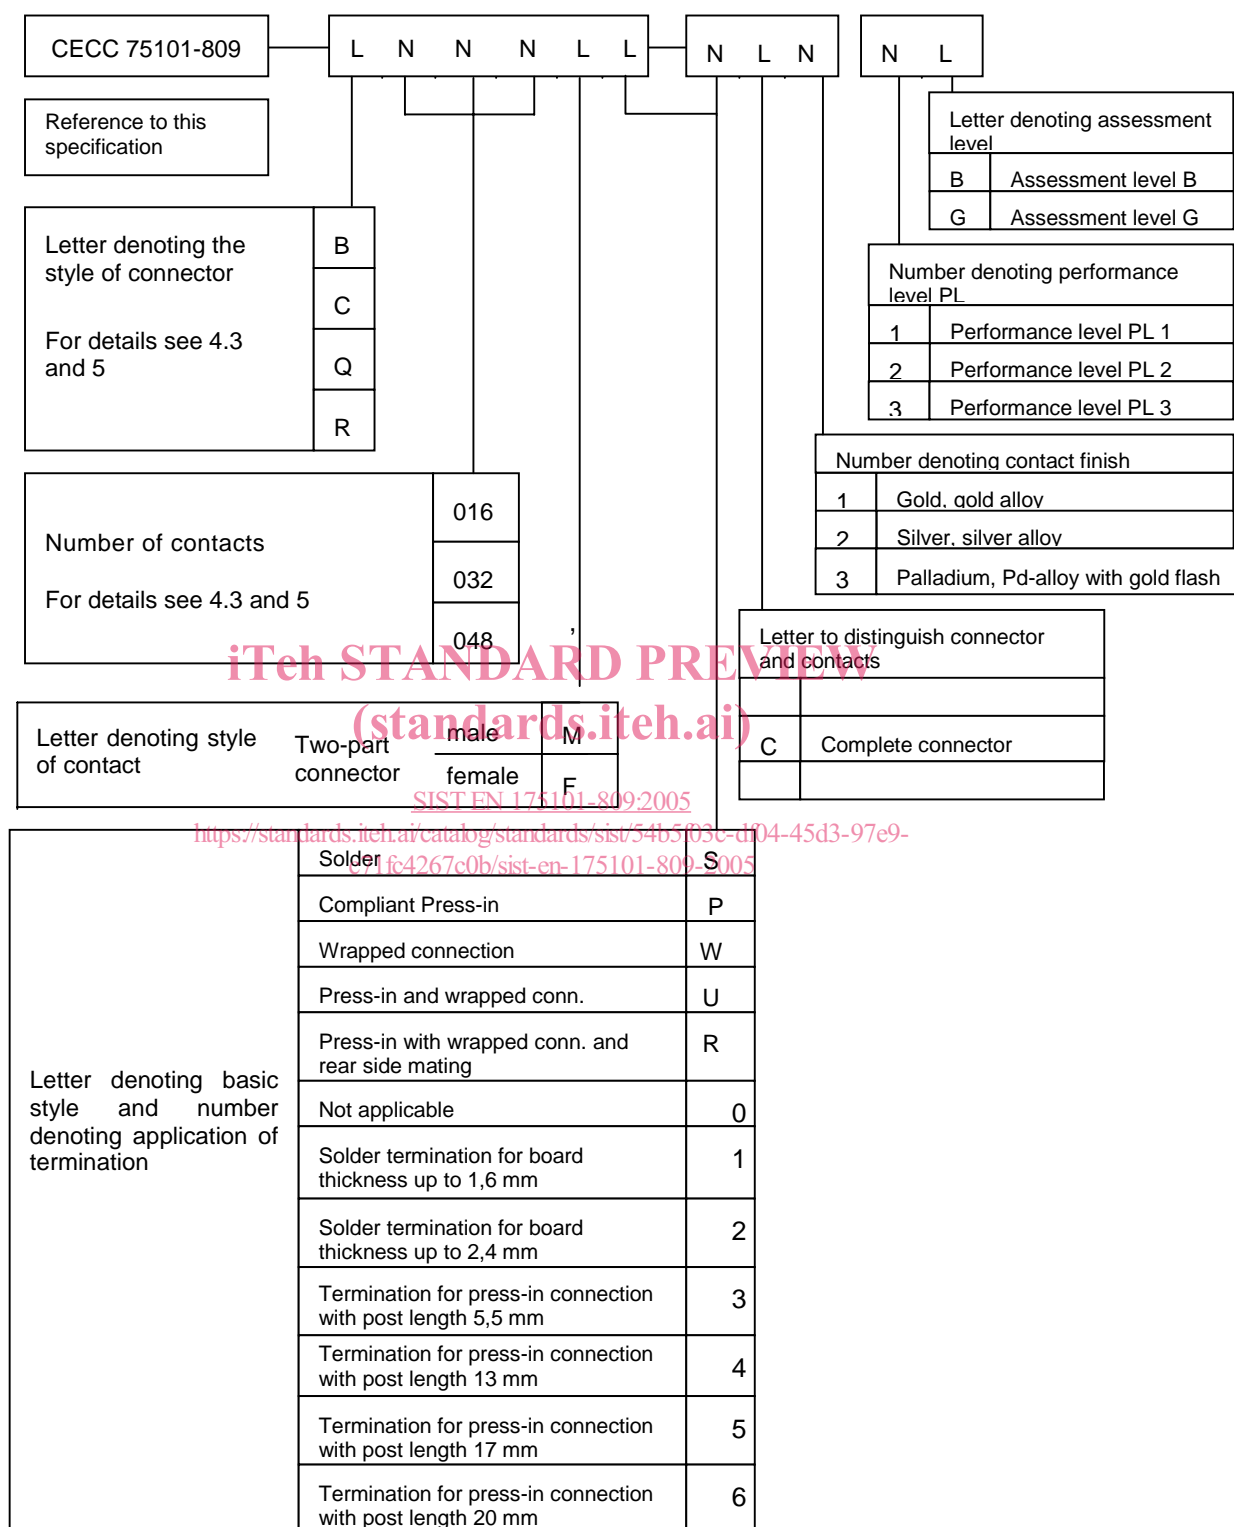 CECC 75101-809
L N N N L L
N L N
N L
Reference to this
specification
Letter denoting assessment
level
B Assessment level B
G Assessment level G
Letter denoting the
style of connector
For details see 4.3
and 5
B
C
Q
R
Number denoting performance
level PL
1 Performance level PL 1
2 Performance level PL 2
3 Performance level PL 3
Number denoting contact finish
1 Gold, gold alloy
2 Silver, silver alloy
3 Palladium, Pd-alloy with gold flash
Number of contacts
For details see 4.3 and 5
016
032
048
,
Letter to distinguish connector
and contacts
C Complete connector
iTeh STANDARD PREVIEW
(standards.iteh.ai)
Letter denoting style
of contact
Two-part
connector
male M
female F
SIST EN 175101-809:2005
https://standards.iteh.ai/catalog/standards/sist/54b5f03c-df04-45d3-97e9-
c71fc4267c0b/sist-en-175101-809-2005
Letter denoting basic
style and number
denoting application of
termination
Solder S
Compliant Press-in P
Wrapped connection W
Press-in and wrapped conn. U
Press-in with wrapped conn. and
rear side mating
R
Not applicable 0
Solder termination for board
thickness up to 1,6 mm
1
Solder termination for board
thickness up to 2,4 mm
2
Termination for press-in connection
with post length 5,5 mm
3
Termination for press-in connection
with post length 13 mm
4
Termination for press-in connection
with post length 17 mm
5
Termination for press-in connection
with post length 20 mm
6